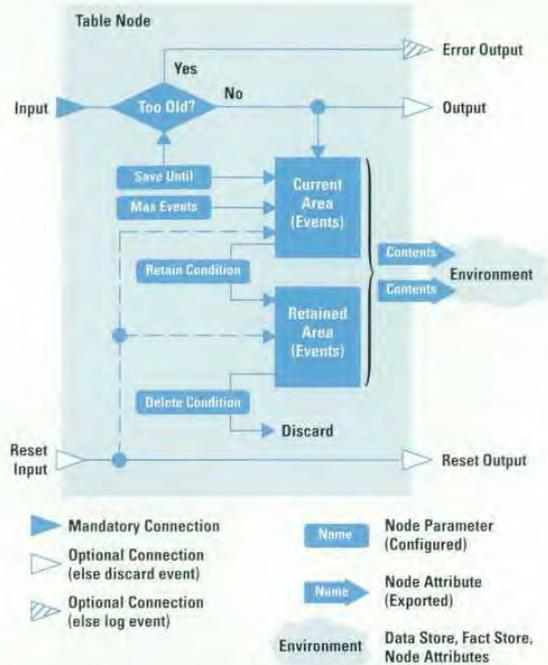 Table Node
Error Output
Yes
Input
Too Old?
No
Output
Save Until
Current
Area
(Events)
Max Events
Contents
Retain Condition
Environment
Contents
Retained
Area
(Events)
Delete Condition
Discard
Reset
Input
Reset Output
Mandatory Connection
Optional Connection
(else discard event)
Optional Connection
(else log event)
Name
Node Parameter
(Configured)
Name
Node Attribute
(Exported)
Environment
Data Store, Fact Store,
Node Attributes